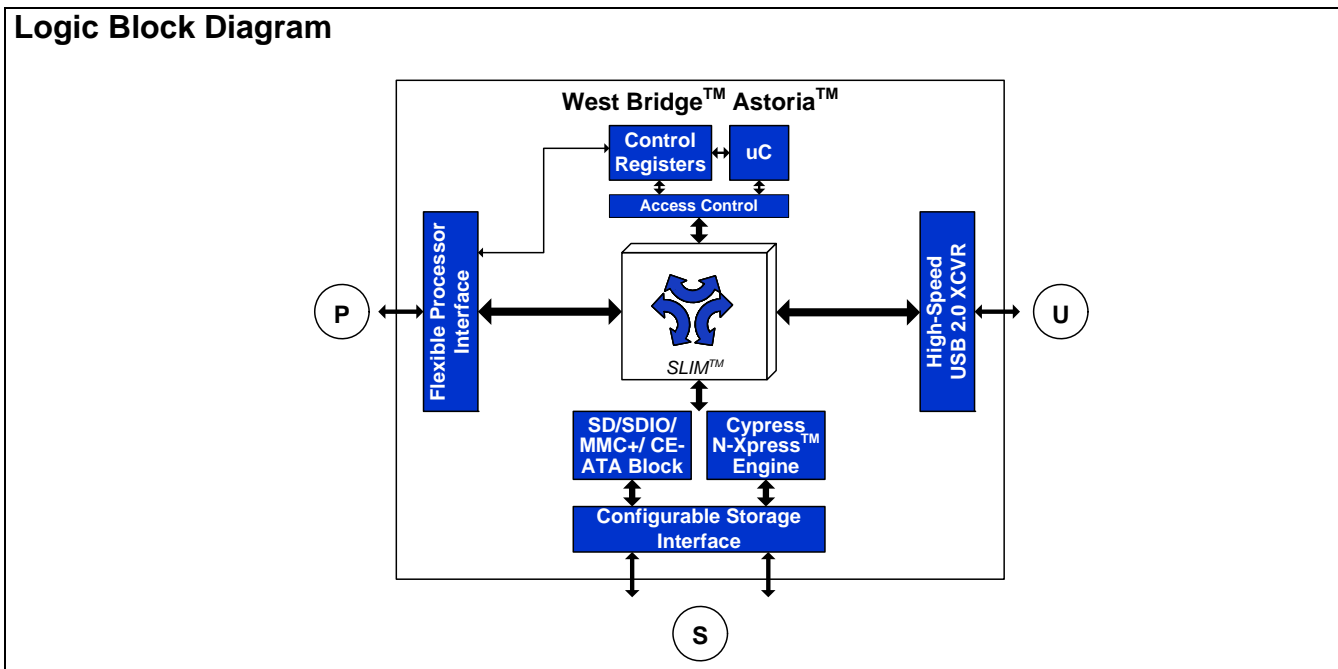 Logic Block Diagram
West Bridge™ Astoria™
Control
Registers
uC
Access Control
Flexible Processor
Interface
P
SLIM™
High-Speed
USB 2.0 XCVR
U
SD/SDIO/
MMC+/ CE-
ATA Block
Cypress
N-Xpress™
Engine
Configurable Storage
Interface
S